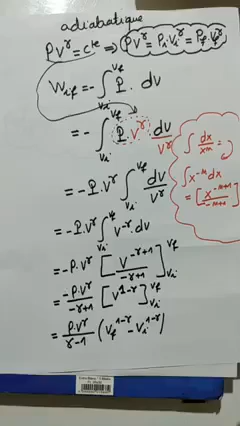 adiabatique
PV^γ = c^te ⇒ PV^γ = P_i V_i^γ = P_f V_f^γ
W_if = - ∫_{V_i}^{V_f} P. dV
= - ∫_{V_i}^{V_f} P. V^γ dV/V^γ
= - P.V^γ ∫_{V_i}^{V_f} dV/V^γ
= - P.V^γ ∫_{V_i}^{V_f} V^-γ. dV
= - P.V^γ [V^{-γ+1}/-γ+1]_{V_i}^{V_f}
= -P.V^γ/-γ+1 [V^{1-γ}]_{V_i}^{V_f}
= P.V^γ/γ-1 (V_f^{1-γ} - V_i^{1-γ})
∫ dx/x^m =
∫ x^-m dx
= [x^{-m+1}/-m+1]